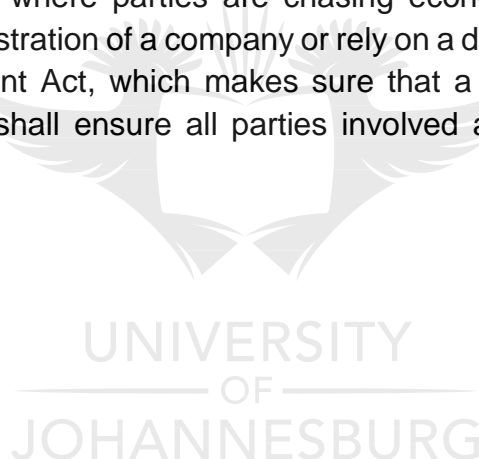 where parties are chasing econ
stration of a company or rely on a d
nt Act, which makes sure that a
shall ensure all parties involved a
UNIVERSITY
OF
JOHANNESBURG